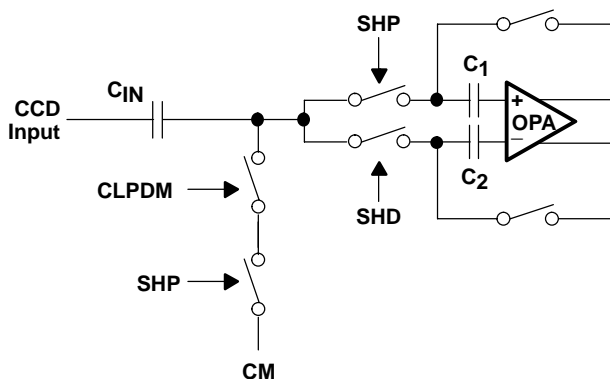 SHP
C1
CIN
CCD
Input
+
OPA
–
C2
CLPDM
SHD
SHP
CM